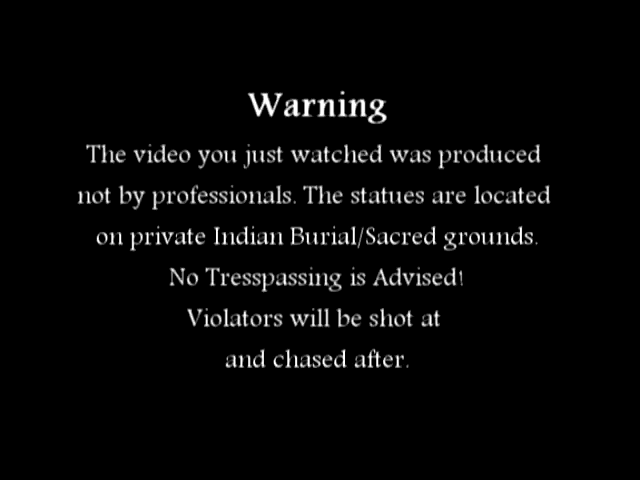 Warning
The video you just watched was produced
not by professionals. The statues are located
on private Indian Burial/Sacred grounds.
No Tresspassing is Advised!
Violators will be shot at
and chased after.